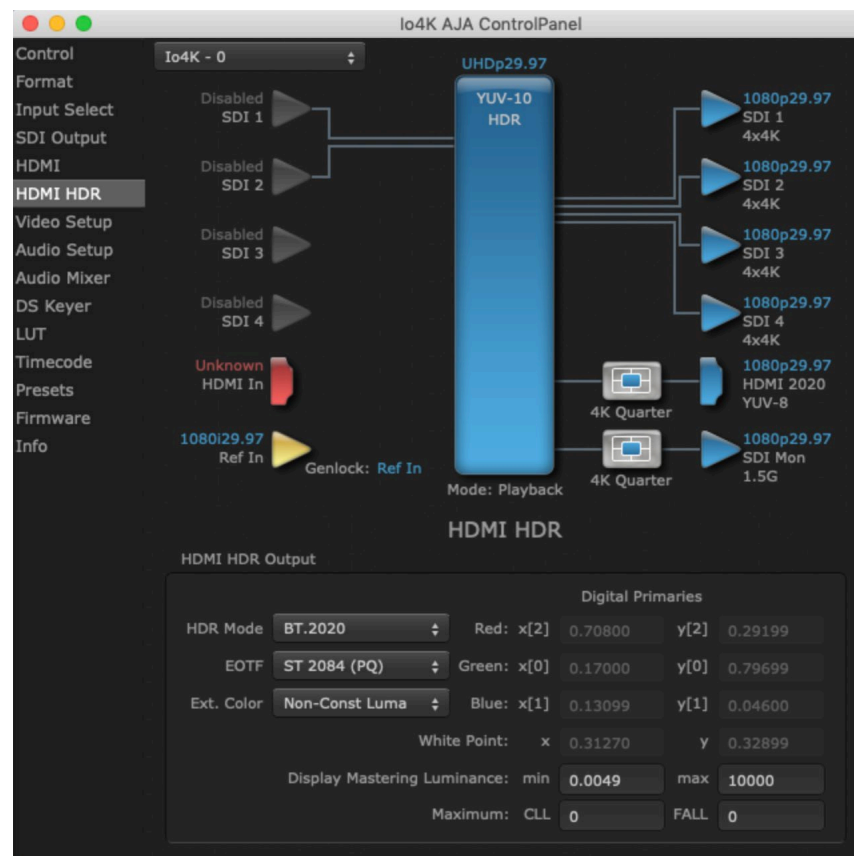 Io4K AJA ControlPanel
Control
Format
Input Select
SDI Output
HDMI
HDMI HDR
Video Setup
Audio Setup
Audio Mixer
DS Keyer
LUT
Timecode
Presets
Firmware
Info
Io4K - 0
Disabled
SDI 1
Disabled
SDI 2
Disabled
SDI 3
Disabled
SDI 4
Unknown
HDMI In
1080i29.97
Ref In
Genlock: Ref In
UHDp29.97
YUV-10
HDR
Mode: Playback
4K Quarter
4K Quarter
1080p29.97
SDI 1
4x4K
1080p29.97
SDI 2
4x4K
1080p29.97
SDI 3
4x4K
1080p29.97
SDI 4
4x4K
1080p29.97
HDMI 2020
YUV-8
1080p29.97
SDI Mon
1.5G
HDMI HDR
HDMI HDR Output
Digital Primaries
HDR Mode BT.2020 Red: x[2] 0.70800 y[2] 0.29199
EOTF ST 2084 (PQ) Green: x[0] 0.17000 y[0] 0.79699
Ext. Color Non-Const Luma Blue: x[1] 0.13099 y[1] 0.04600
White Point: x 0.31270 y 0.32899
Display Mastering Luminance: min 0.0049 max 10000
Maximum: CLL 0 FALL 0